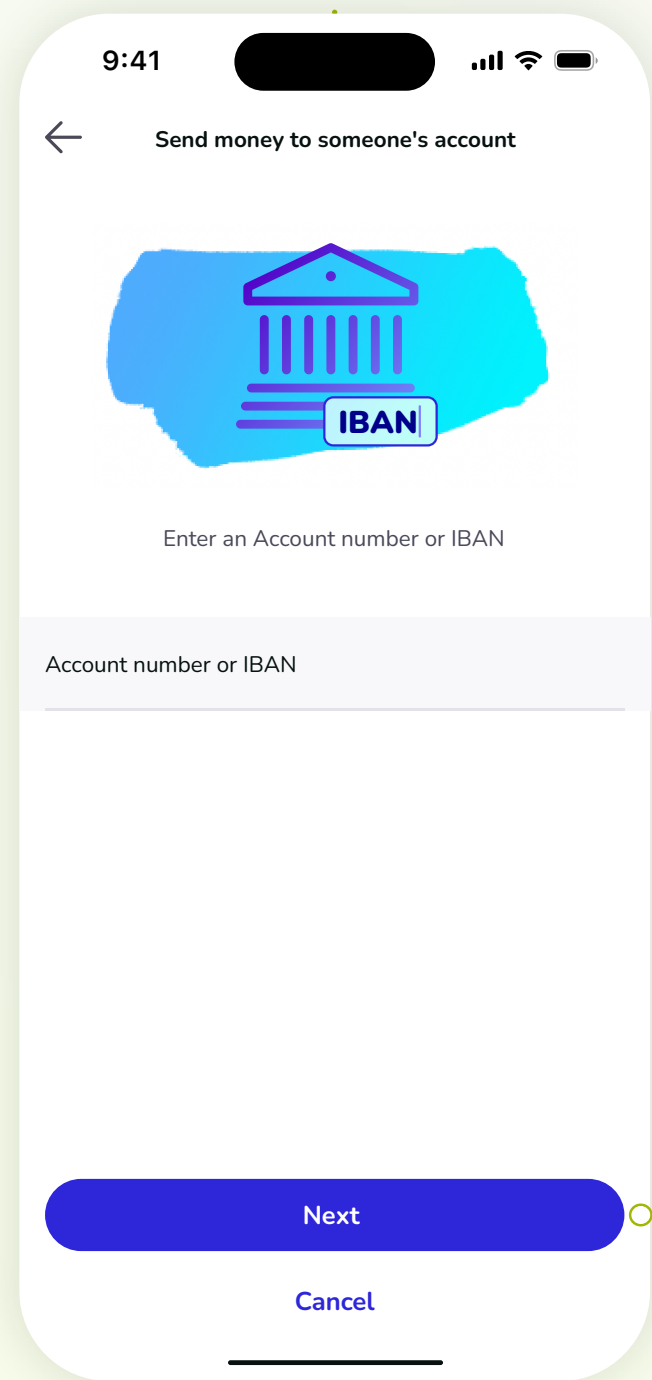 9:41
Send money to someone's account
IBAN
Enter an Account number or IBAN
Account number or IBAN
Next
Cancel